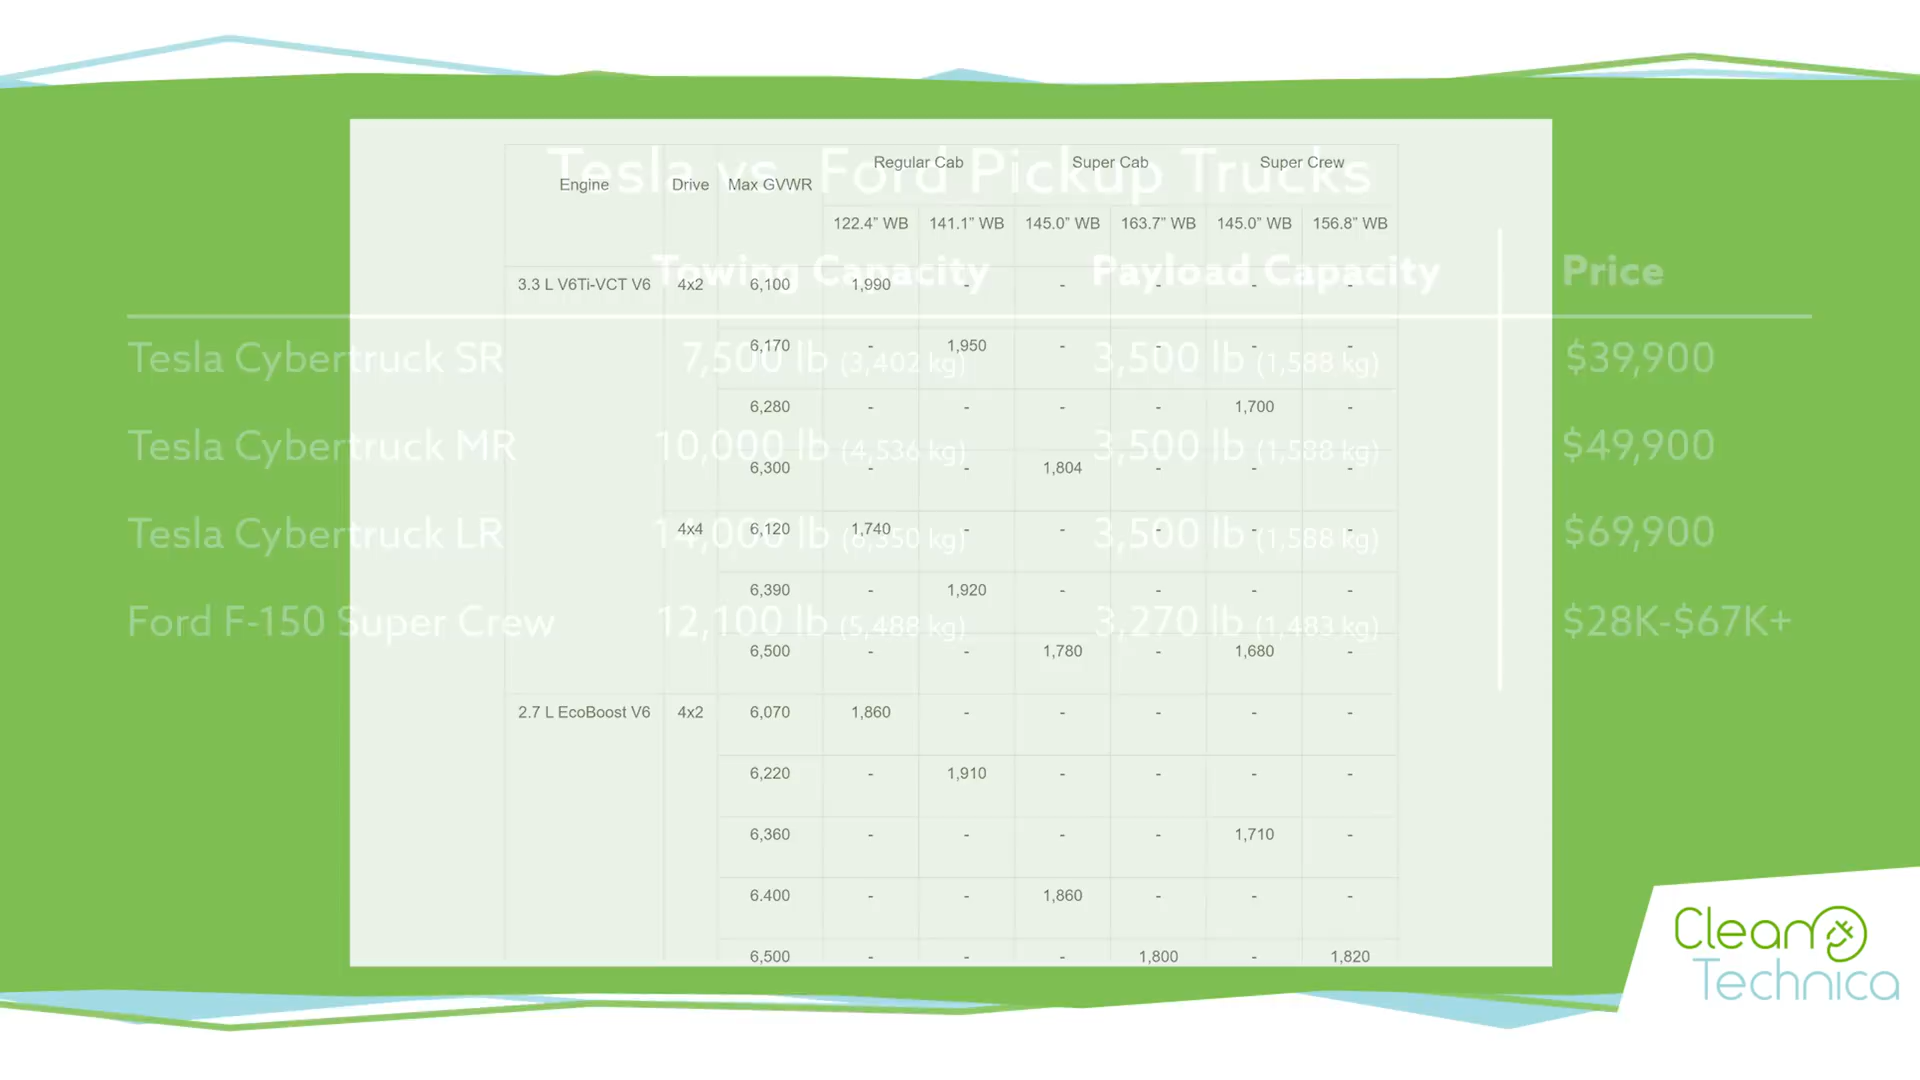 Tesla vs. Ford Pickup Trucks
Towing Capacity Payload Capacity Price
Tesla Cybertruck SR 7,500 lb (3,402 kg) 3,500 lb (1,588 kg) $39,900
Tesla Cybertruck MR 10,000 lb (4,536 kg) 3,500 lb (1,588 kg) $49,900
Tesla Cybertruck LR 14,000 lb (6,350 kg) 3,500 lb (1,588 kg) $69,900
Ford F-150 Super Crew 12,100 lb (5,488 kg) 3,270 lb (1,483 kg) $28K-$67K+
Regular Cab Super Cab Super Crew
Engine Drive Max GVWR
122.4” WB 141.1” WB 145.0” WB 163.7” WB 145.0” WB 156.8” WB
3.3 L V6Ti-VCT V6 4x2 6,100 1,990 - - - - -
6,170 - 1,950 - - - -
6,280 - - - - 1,700 -
6,300 - - 1,804 - - -
4x4 6,120 1,740 - - - - -
6,390 - 1,920 - - - -
6,500 - - 1,780 - 1,680 -
2.7 L EcoBoost V6 4x2 6,070 1,860 - - - - -
6,220 - 1,910 - - - -
6,360 - - - - 1,710 -
6.400 - - 1,860 - - -
6,500 - - - 1,800 - 1,820
Clean
Technica